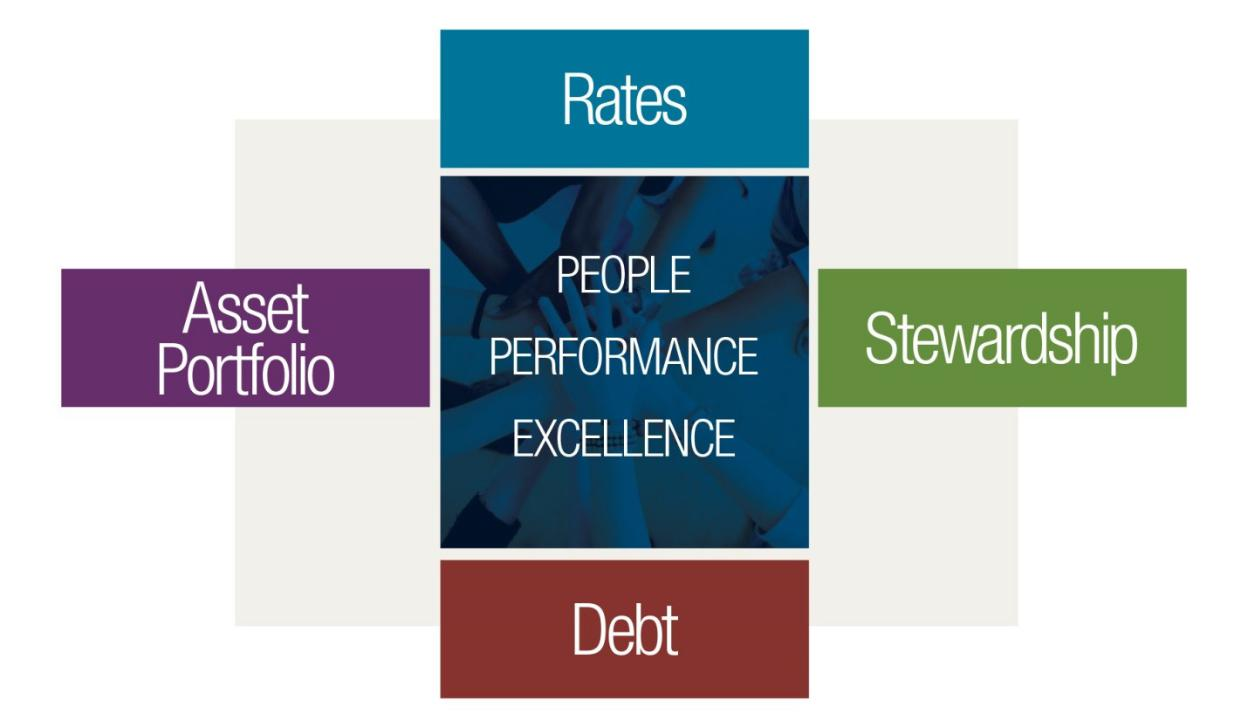 Rates
PEOPLE
PERFORMANCE
EXCELLENCE
Asset
Portfolio
Stewardship
Debt